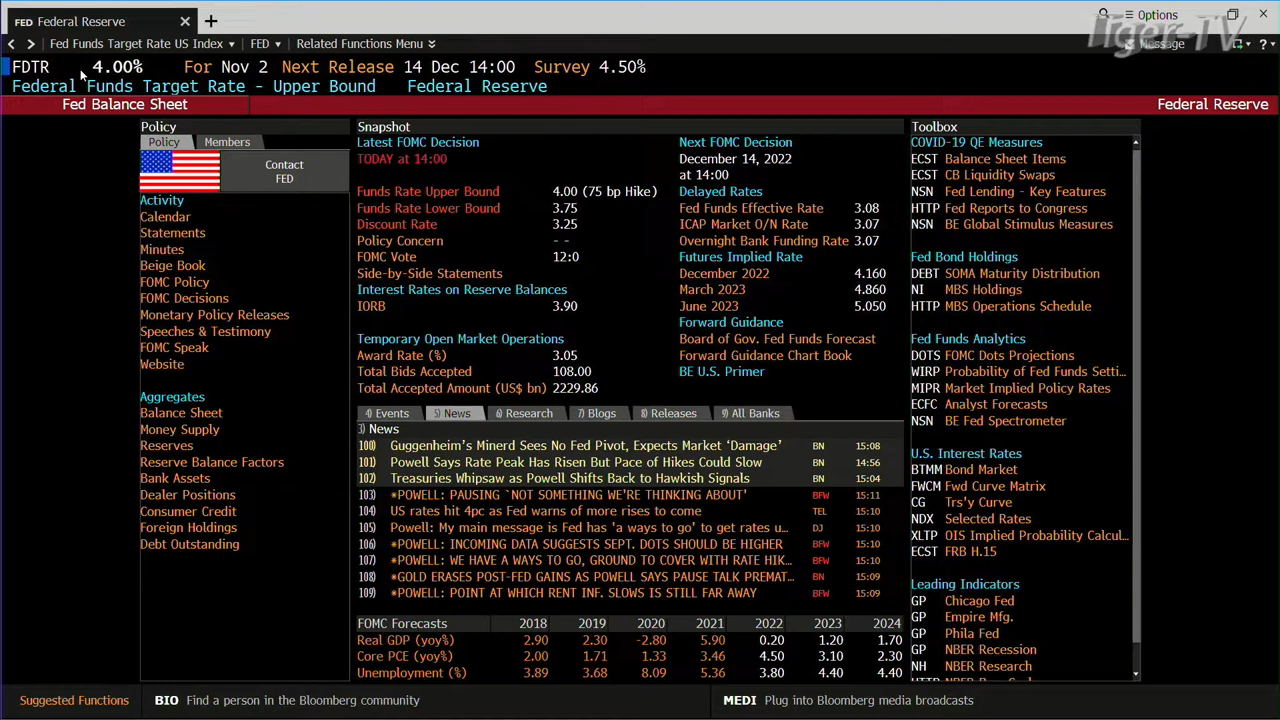 FED Federal Reserve × +
Options
Tiger-TV
< > Fed Funds Target Rate US Index FED Related Functions Menu Message ?
FDTR 4.00% For Nov 2 Next Release 14 Dec 14:00 Survey 4.50%
Federal Funds Target Rate - Upper Bound Federal Reserve
Fed Balance Sheet Federal Reserve
Policy
Policy Members
Contact
FED
Activity
Calendar
Statements
Minutes
Beige Book
FOMC Policy
FOMC Decisions
Monetary Policy Releases
Speeches & Testimony
FOMC Speak
Website
Aggregates
Balance Sheet
Money Supply
Reserves
Reserve Balance Factors
Bank Assets
Dealer Positions
Consumer Credit
Foreign Holdings
Debt Outstanding
Snapshot
Latest FOMC Decision
TODAY at 14:00
Funds Rate Upper Bound 4.00 (75 bp Hike)
Funds Rate Lower Bound 3.75
Discount Rate 3.25
Policy Concern - -
FOMC Vote 12:0
Side-by-Side Statements
Interest Rates on Reserve Balances
IORB 3.90
Temporary Open Market Operations
Award Rate (%) 3.05
Total Bids Accepted 108.00
Total Accepted Amount (US$ bn) 2229.86
Next FOMC Decision
December 14, 2022
at 14:00
Delayed Rates
Fed Funds Effective Rate 3.08
ICAP Market O/N Rate 3.07
Overnight Bank Funding Rate 3.07
Futures Implied Rate
December 2022 4.160
March 2023 4.860
June 2023 5.050
Forward Guidance
Board of Gov. Fed Funds Forecast
Forward Guidance Chart Book
BE U.S. Primer
4) Events 5) News 6) Research 7) Blogs 8) Releases 9) All Banks
3) News
100) Guggenheim's Minerd Sees No Fed Pivot, Expects Market 'Damage' BN 15:08
101) Powell Says Rate Peak Has Risen But Pace of Hikes Could Slow BN 14:56
102) Treasuries Whipsaw as Powell Shifts Back to Hawkish Signals BN 15:04
103) *POWELL: PAUSING `NOT SOMETHING WE'RE THINKING ABOUT' BFW 15:11
104) US rates hit 4pc as Fed warns of more rises to come TEL 15:10
105) Powell: My main message is Fed has 'a ways to go' to get rates u… DJ 15:10
106) *POWELL: INCOMING DATA SUGGESTS SEPT. DOTS SHOULD BE HIGHER BFW 15:10
107) *POWELL: WE HAVE A WAYS TO GO, GROUND TO COVER WITH RATE HIK… BFW 15:10
108) *GOLD ERASES POST-FED GAINS AS POWELL SAYS PAUSE TALK PREMAT… BN 15:09
109) *POWELL: POINT AT WHICH RENT INF. SLOWS IS STILL FAR AWAY BFW 15:09
FOMC Forecasts 2018 2019 2020 2021 2022 2023 2024
Real GDP (yoy%) 2.90 2.30 -2.80 5.90 0.20 1.20 1.70
Core PCE (yoy%) 2.00 1.71 1.33 3.46 4.50 3.10 2.30
Unemployment (%) 3.89 3.68 8.09 5.36 3.80 4.40 4.40
Toolbox
COVID-19 QE Measures
ECST Balance Sheet Items
ECST CB Liquidity Swaps
NSN Fed Lending - Key Features
HTTP Fed Reports to Congress
NSN BE Global Stimulus Measures
Fed Bond Holdings
DEBT SOMA Maturity Distribution
NI MBS Holdings
HTTP MBS Operations Schedule
Fed Funds Analytics
DOTS FOMC Dots Projections
WIRP Probability of Fed Funds Setti…
MIPR Market Implied Policy Rates
ECFC Analyst Forecasts
NSN BE Fed Spectrometer
U.S. Interest Rates
BTMM Bond Market
FWCM Fwd Curve Matrix
CG Trs'y Curve
NDX Selected Rates
XLTP OIS Implied Probability Calcul…
ECST FRB H.15
Leading Indicators
GP Chicago Fed
GP Empire Mfg.
GP Phila Fed
GP NBER Recession
NH NBER Research
Suggested Functions BIO Find a person in the Bloomberg community MEDI Plug into Bloomberg media broadcasts